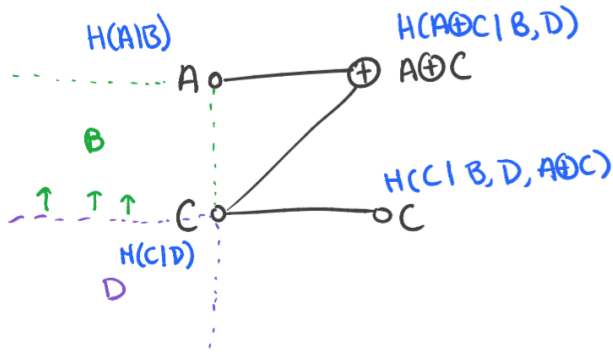 H(A|B)
H(A⊕C|B,D)
A
A⊕C
B
H(C|B,D,A⊕C)
C
C
H(C|D)
D